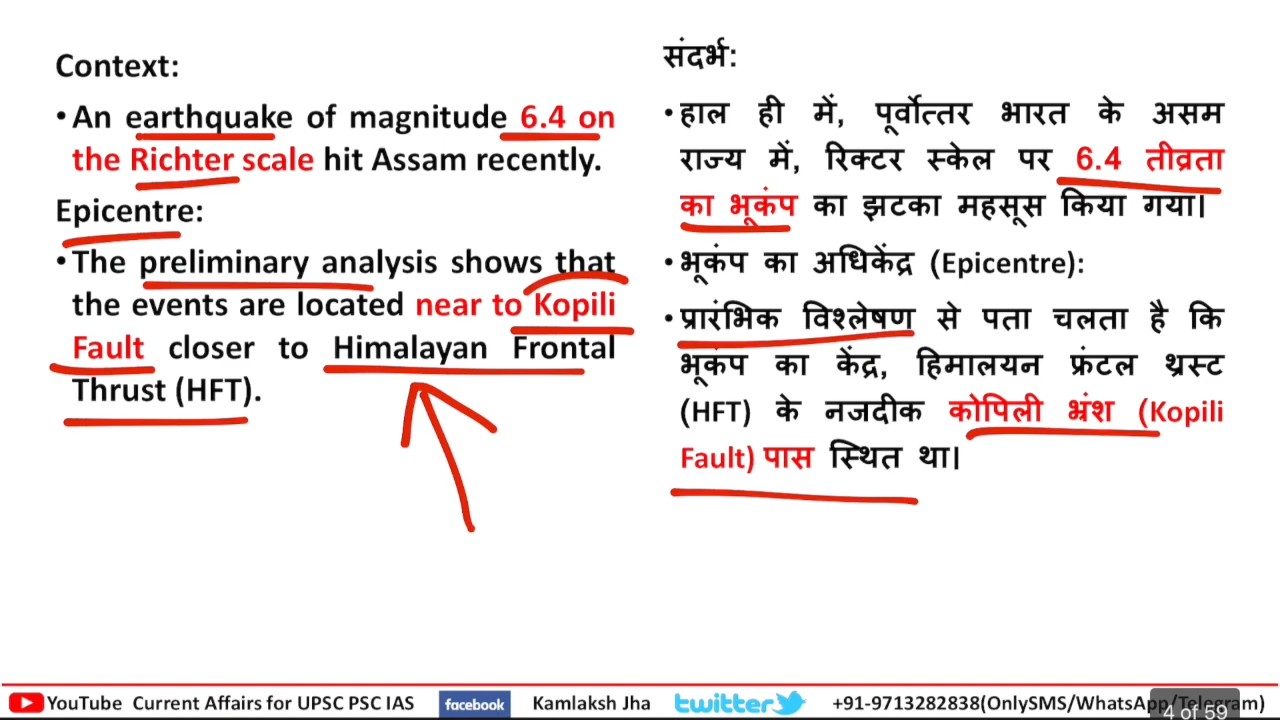 Context:
•An earthquake of magnitude 6.4 on
the Richter scale hit Assam recently.
Epicentre:
•The preliminary analysis shows that
the events are located near to Kopili
Fault closer to Himalayan Frontal
Thrust (HFT).
संदर्भ:
•हाल ही में, पूर्वोत्तर भारत के असम
राज्य में, रिक्टर स्केल पर 6.4 तीव्रता
का भूकंप का झटका महसूस किया गया।
•भूकंप का अधिकेंद्र (Epicentre):
•प्रारंभिक विश्लेषण से पता चलता है कि
भूकंप का केंद्र, हिमालयन फ्रंटल थ्रस्ट
(HFT) के नजदीक कोपिली भ्रंश (Kopili
Fault) पास स्थित था।
YouTube Current Affairs for UPSC PSC IAS facebook Kamlaksh Jha twitter +91-9713282838(OnlySMS/WhatsApp/Telegram)
4 of 59